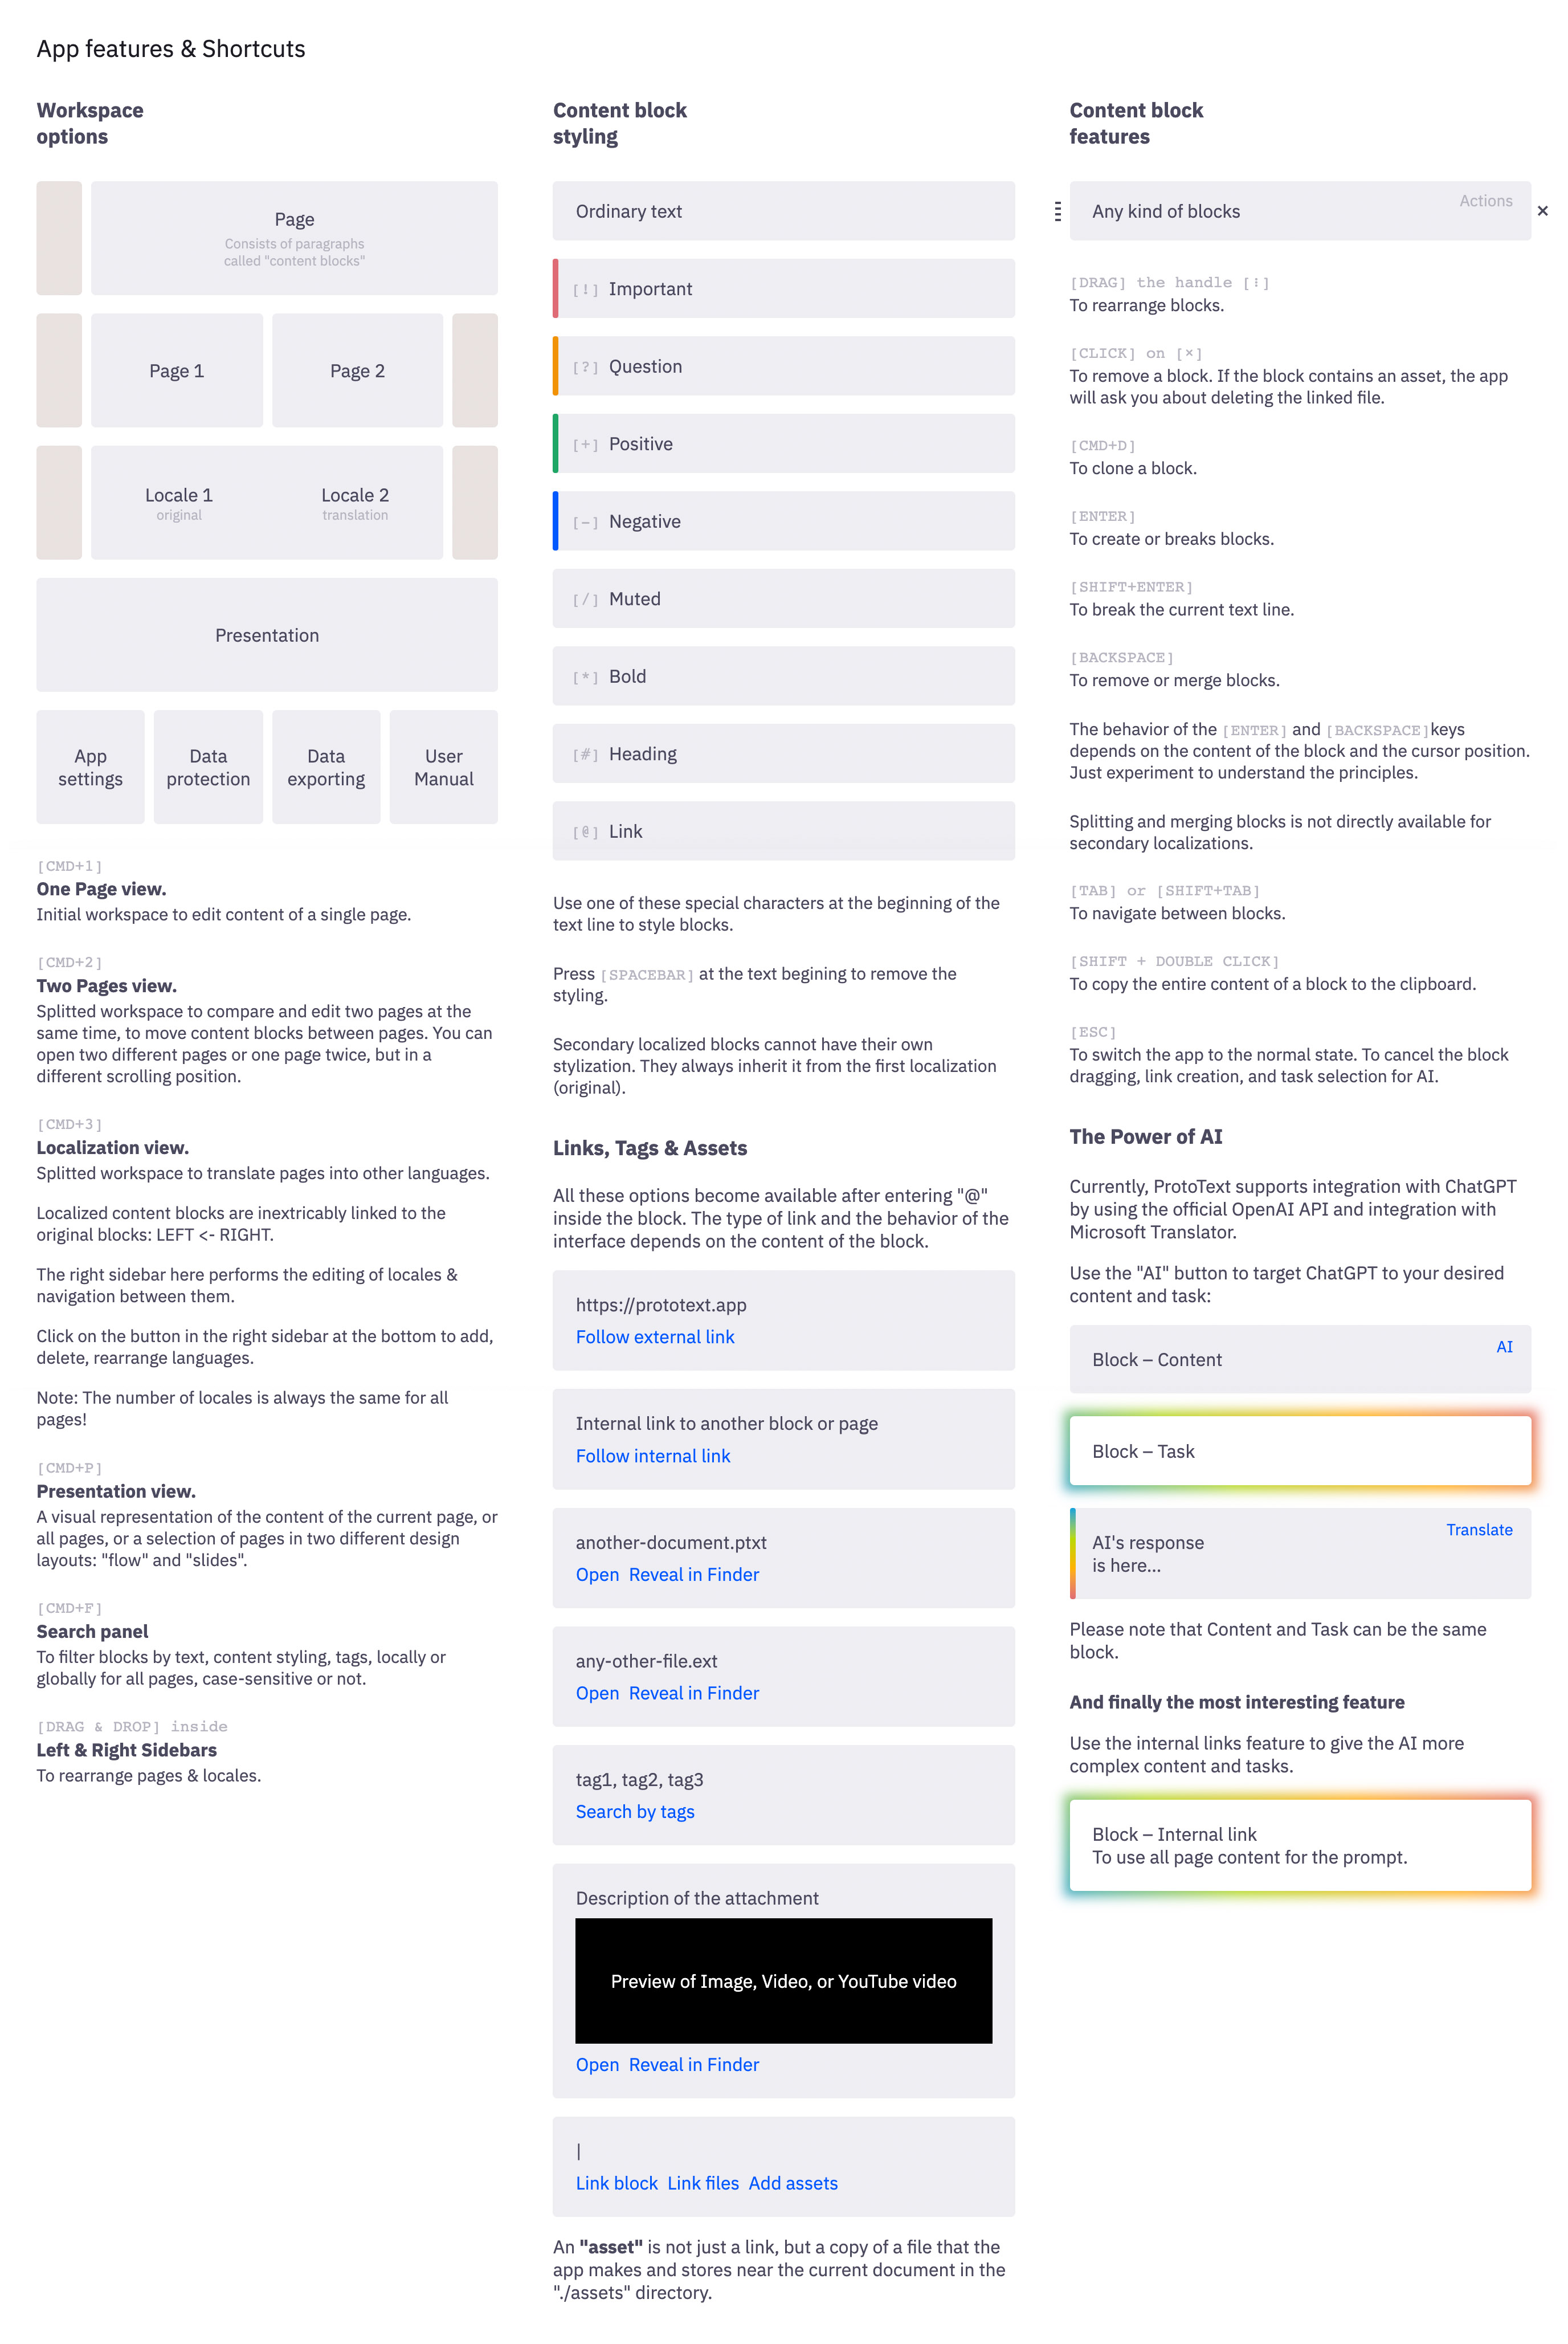 App features & Shortcuts
Workspace
options
Page
Consists of paragraphs
called "content blocks"
Page 1
Page 2
Locale 1
original
Locale 2
translation
Presentation
App
settings
Data
protection
Data
exporting
User
Manual
[CMD+1]
One Page view.
Initial workspace to edit content of a single page.
[CMD+2]
Two Pages view.
Splitted workspace to compare and edit two pages at the
same time, to move content blocks between pages. You can
open two different pages or one page twice, but in a
different scrolling position.
[CMD+3]
Localization view.
Splitted workspace to translate pages into other languages.
Localized content blocks are inextricably linked to the
original blocks: LEFT <- RIGHT.
The right sidebar here performs the editing of locales &
navigation between them.
Click on the button in the right sidebar at the bottom to add,
delete, rearrange languages.
Note: The number of locales is always the same for all
pages!
[CMD+P]
Presentation view.
A visual representation of the content of the current page, or
all pages, or a selection of pages in two different design
layouts: "flow" and "slides".
[CMD+F]
Search panel
To filter blocks by text, content styling, tags, locally or
globally for all pages, case-sensitive or not.
[DRAG & DROP] inside
Left & Right Sidebars
To rearrange pages & locales.
Content block
styling
Ordinary text
[!] Important
[?] Question
[+] Positive
[-] Negative
[/] Muted
[*] Bold
[#] Heading
[@] Link
Use one of these special characters at the beginning of the
text line to style blocks.
Press [SPACEBAR] at the text begining to remove the
styling.
Secondary localized blocks cannot have their own
stylization. They always inherit it from the first localization
(original).
Links, Tags & Assets
All these options become available after entering "@"
inside the block. The type of link and the behavior of the
interface depends on the content of the block.
https://prototext.app
Follow external link
Internal link to another block or page
Follow internal link
another-document.ptxt
Open Reveal in Finder
any-other-file.ext
Open Reveal in Finder
tag1, tag2, tag3
Search by tags
Description of the attachment
Preview of Image, Video, or YouTube video
Open Reveal in Finder
|
Link block Link files Add assets
An "asset" is not just a link, but a copy of a file that the
app makes and stores near the current document in the
"./assets" directory.
Content block
features
Any kind of blocks
Actions
×
[DRAG] the handle [⁝]
To rearrange blocks.
[CLICK] on [×]
To remove a block. If the block contains an asset, the app
will ask you about deleting the linked file.
[CMD+D]
To clone a block.
[ENTER]
To create or breaks blocks.
[SHIFT+ENTER]
To break the current text line.
[BACKSPACE]
To remove or merge blocks.
The behavior of the [ENTER] and [BACKSPACE]keys
depends on the content of the block and the cursor position.
Just experiment to understand the principles.
Splitting and merging blocks is not directly available for
secondary localizations.
[TAB] or [SHIFT+TAB]
To navigate between blocks.
[SHIFT + DOUBLE CLICK]
To copy the entire content of a block to the clipboard.
[ESC]
To switch the app to the normal state. To cancel the block
dragging, link creation, and task selection for AI.
The Power of AI
Currently, ProtoText supports integration with ChatGPT
by using the official OpenAI API and integration with
Microsoft Translator.
Use the "AI" button to target ChatGPT to your desired
content and task:
Block – Content
AI
Block – Task
AI's response
is here...
Translate
Please note that Content and Task can be the same
block.
And finally the most interesting feature
Use the internal links feature to give the AI more
complex content and tasks.
Block – Internal link
To use all page content for the prompt.